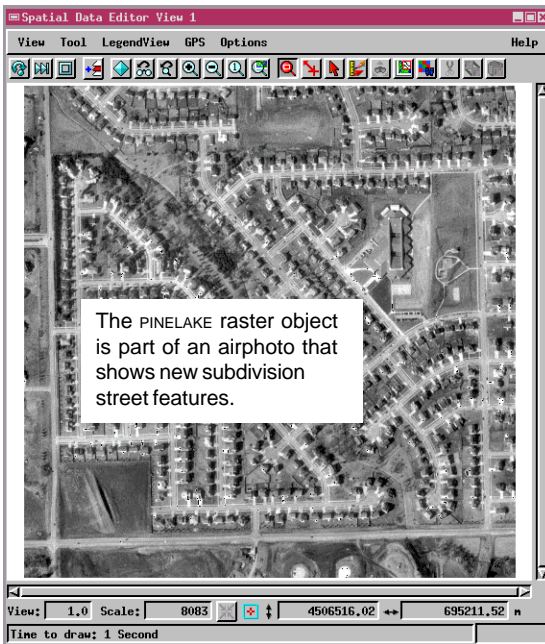 Spatial Data Editor View 1
View Tool LegendView GPS Options Help
The PINELAKE raster object
is part of an airphoto that
shows new subdivision
street features.
View: 1.0 Scale: 8083 4506516.02 695211.52 m
Time to draw: 1 Second